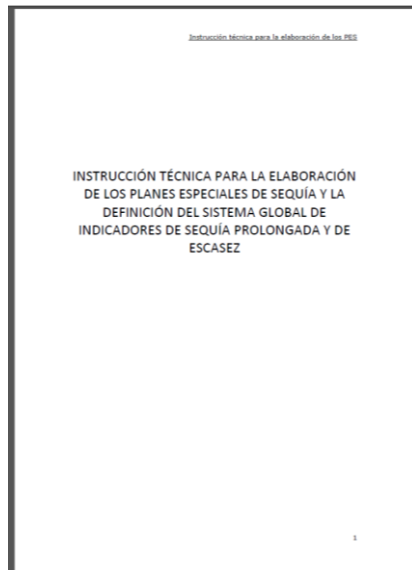 Instrucción técnica para la elaboración de los PES
INSTRUCCIÓN TÉCNICA PARA LA ELABORACIÓN
DE LOS PLANES ESPECIALES DE SEQUÍA Y LA
DEFINICIÓN DEL SISTEMA GLOBAL DE
INDICADORES DE SEQUÍA PROLONGADA Y DE
ESCASEZ
1